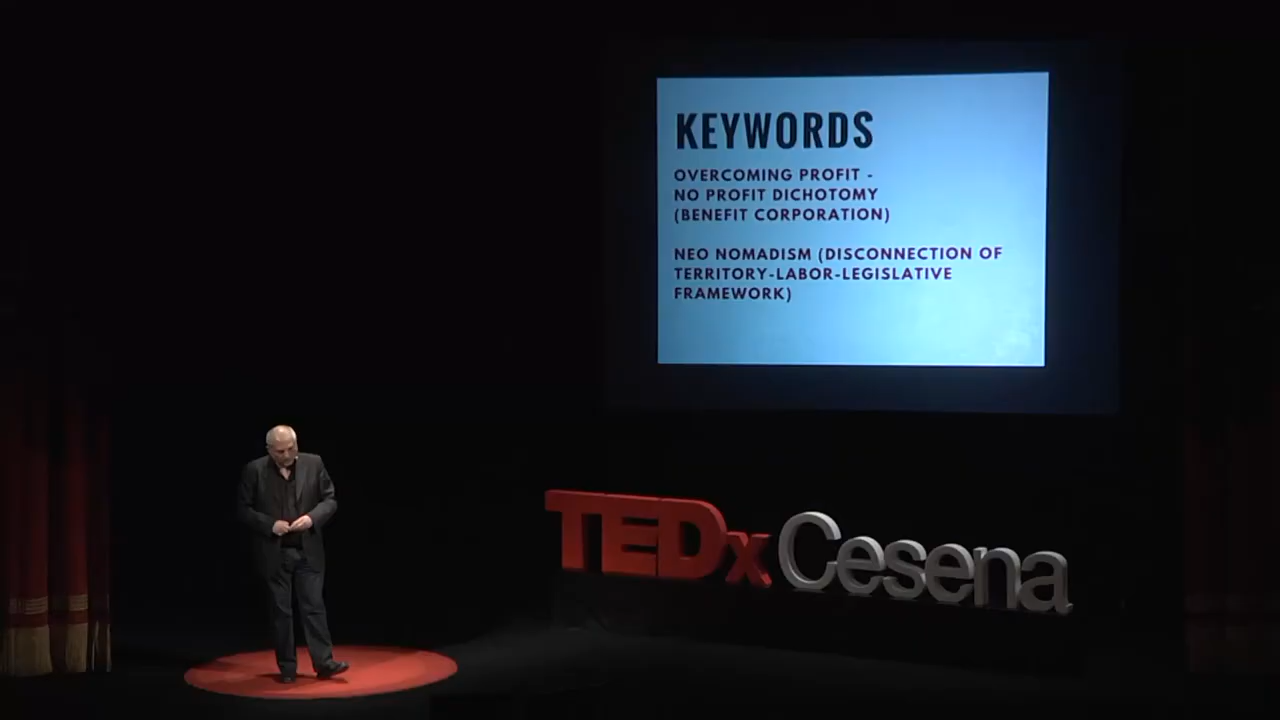 KEYWORDS
OVERCOMING PROFIT -
NO PROFIT DICHOTOMY
(BENEFIT CORPORATION)
NEO NOMADISM (DISCONNECTION OF
TERRITORY-LABOR-LEGISLATIVE
FRAMEWORK)
TEDxCesena